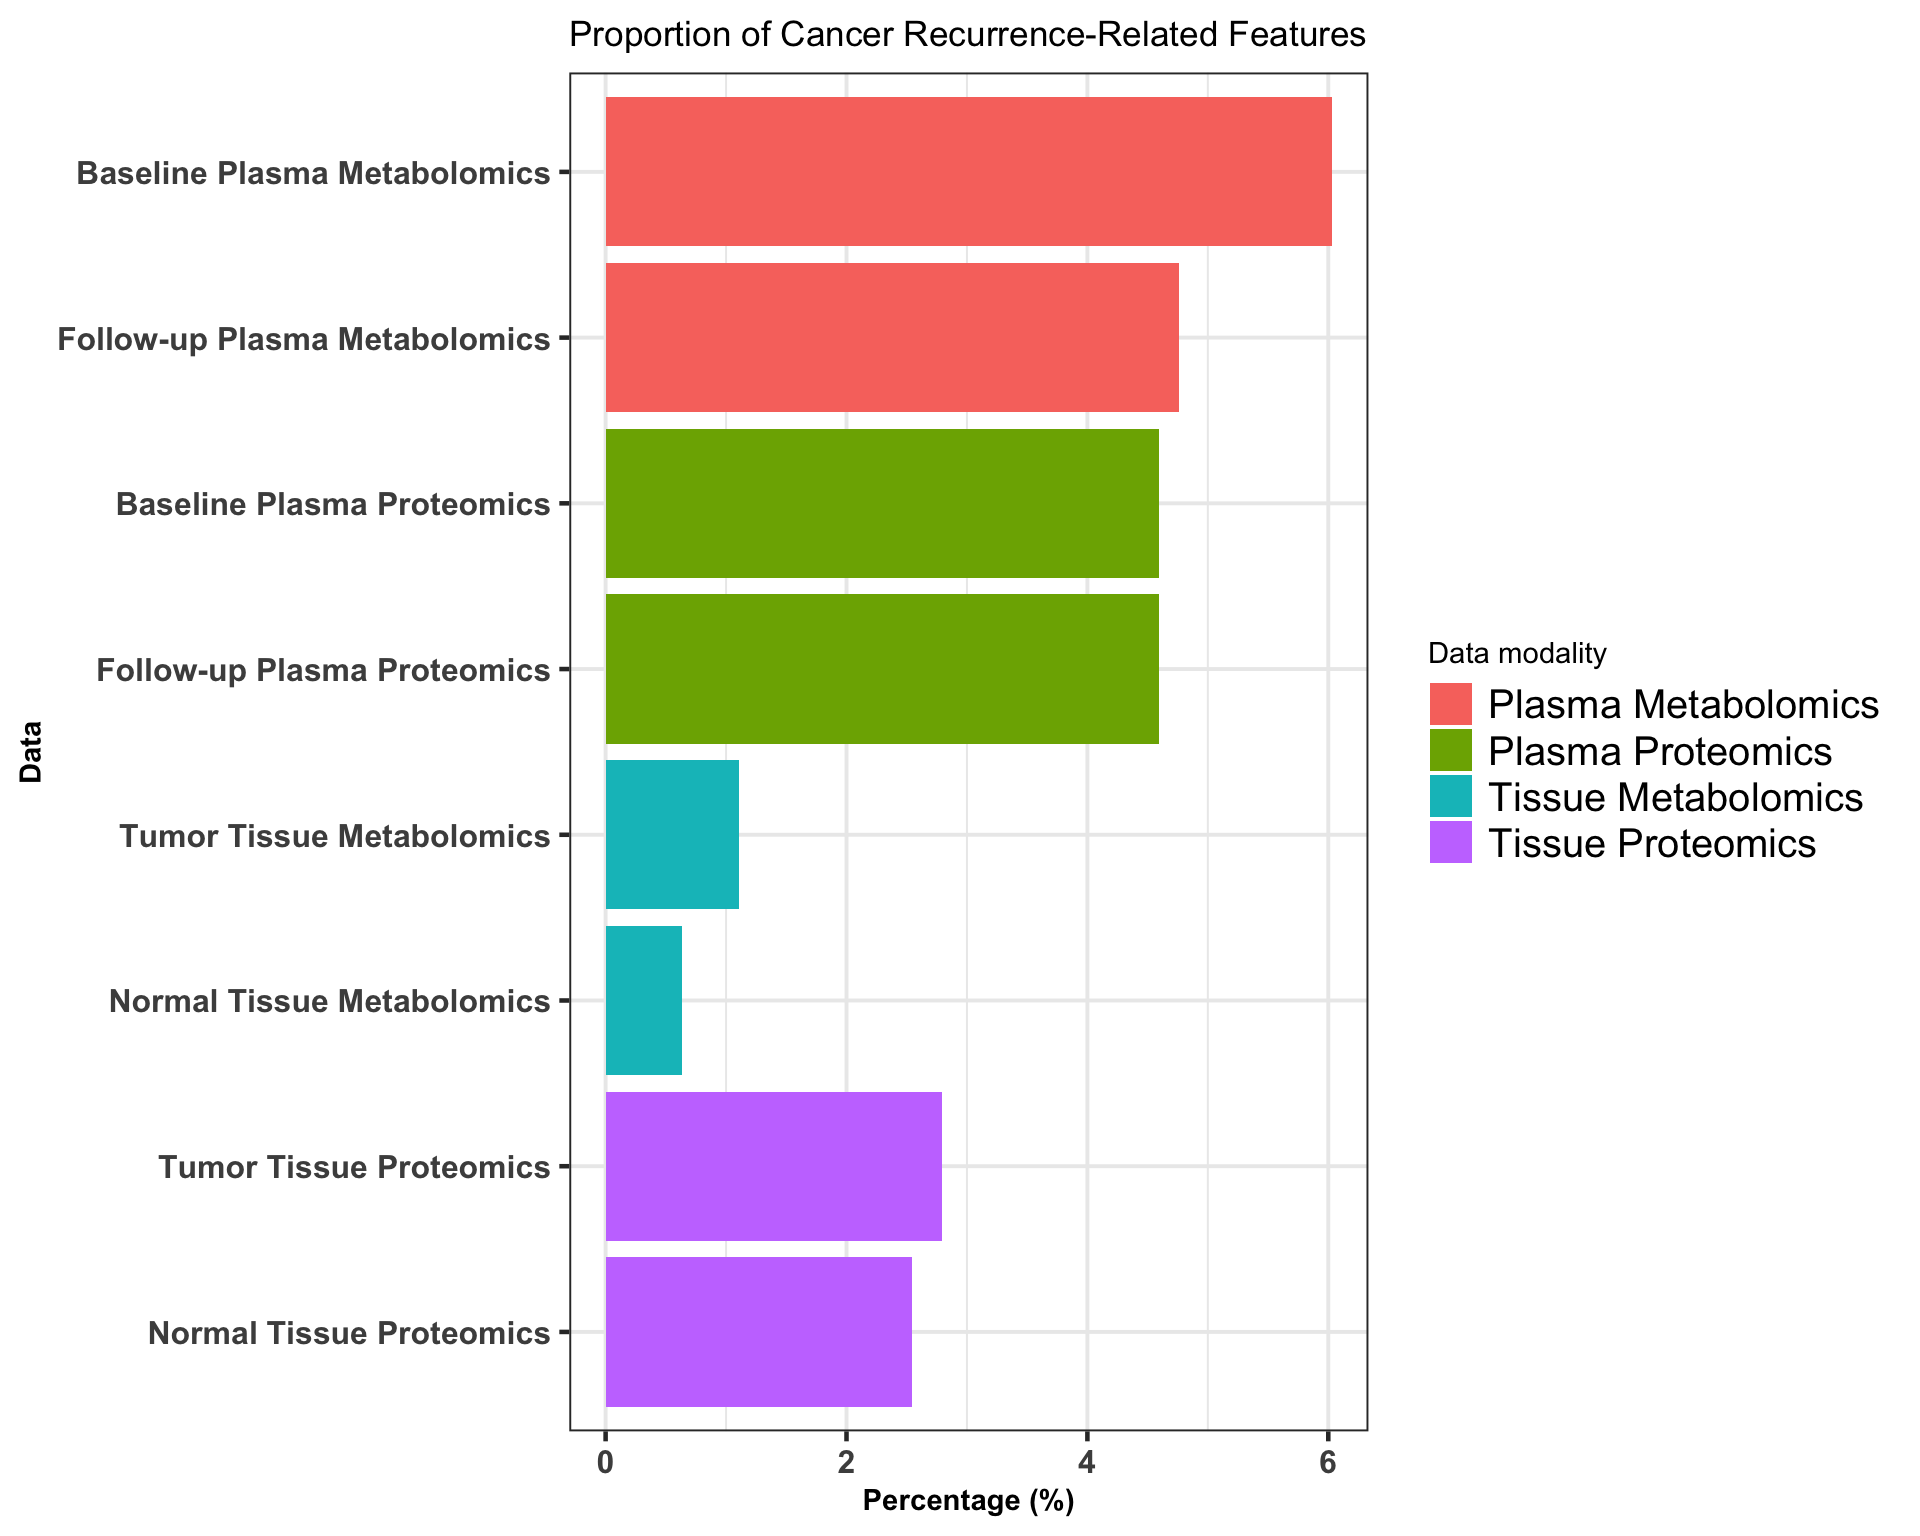 Proportion of Cancer Recurrence-Related Features
Baseline Plasma Metabolomics
Follow-up Plasma Metabolomics
Baseline Plasma Proteomics
Follow-up Plasma Proteomics
Tumor Tissue Metabolomics
Normal Tissue Metabolomics
Tumor Tissue Proteomics
Normal Tissue Proteomics
Data
0 2 4 6
Percentage (%)
Data modality
Plasma Metabolomics
Plasma Proteomics
Tissue Metabolomics
Tissue Proteomics